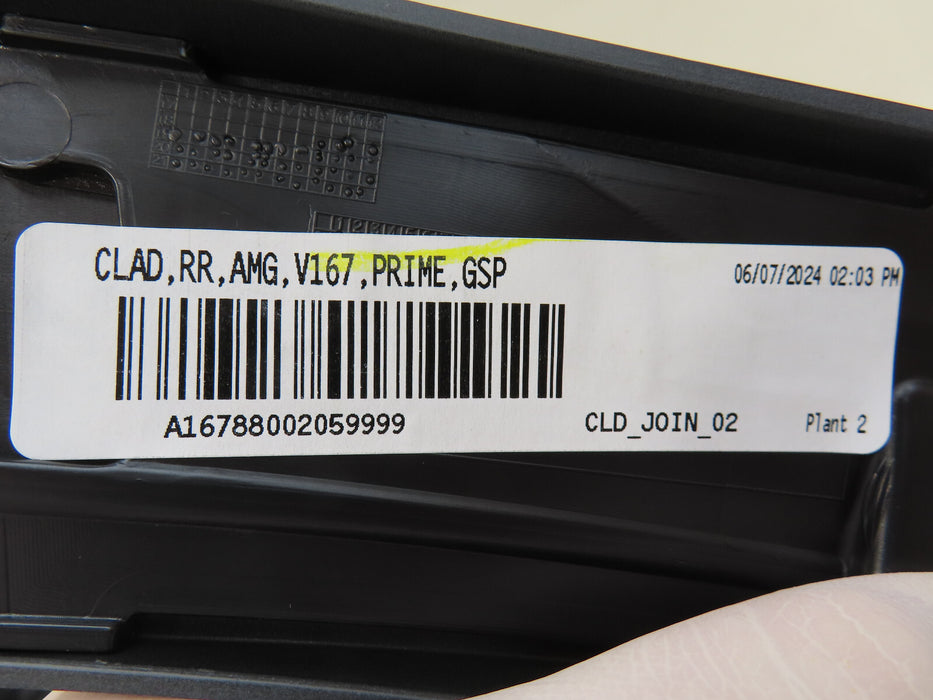 CLAD,RR,AMG,V167,PRIME,GSP
06/07/2024 02:03 PM
A16788002059999
CLD_JOIN_02
Plant 2